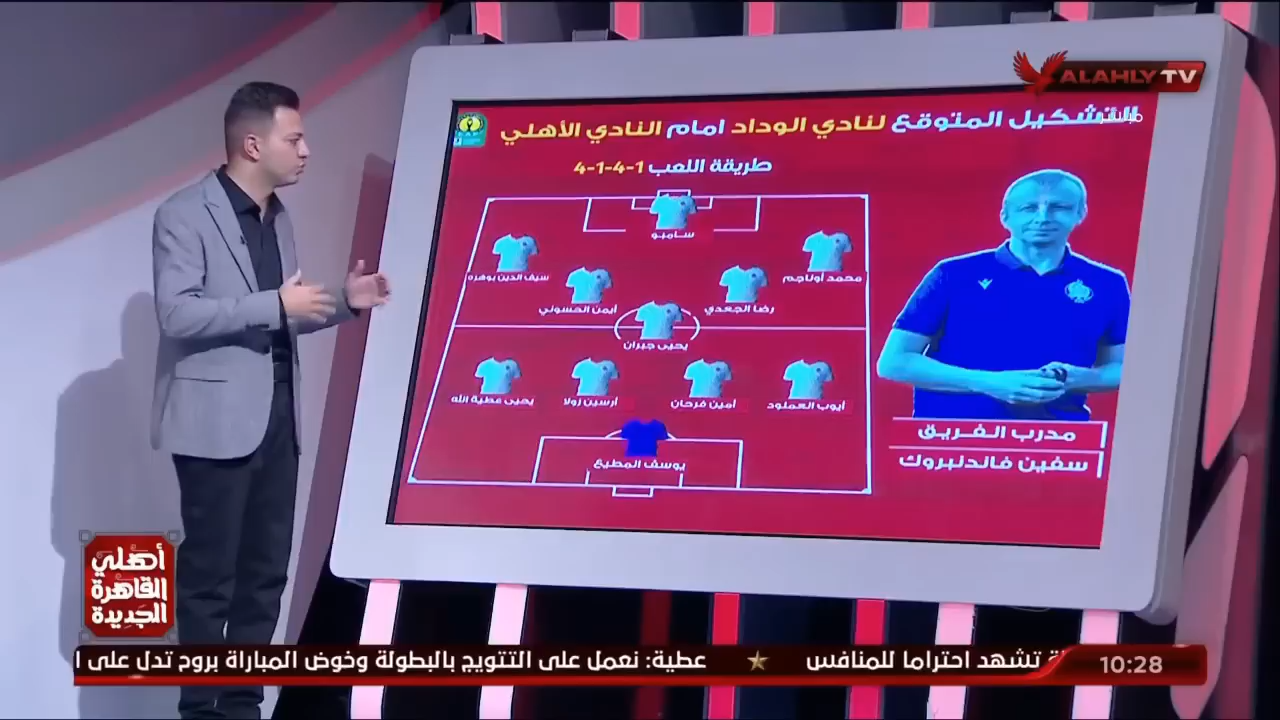 ALAHLY TV
مباشر
التشكيل المتوقع لنادي الوداد امام النادي الأهلي
طريقة اللعب 1-4-1-4
سامبو
محمد أوناجم
سيف الدين بوهره
رضا الجعدي
أيمن الحسوني
يحيى جبران
أيوب العملود
أمين فرحان
أرسين زولا
يحيى عطية الله
يوسف المطيع
مدرب الفريق
سفين فالدنبروك
أهلي
القاهرة
الجديدة
تشهد احتراما للمنافس ★ عطية: نعمل على التتويج بالبطولة وخوض المباراة بروح تدل على
10:28